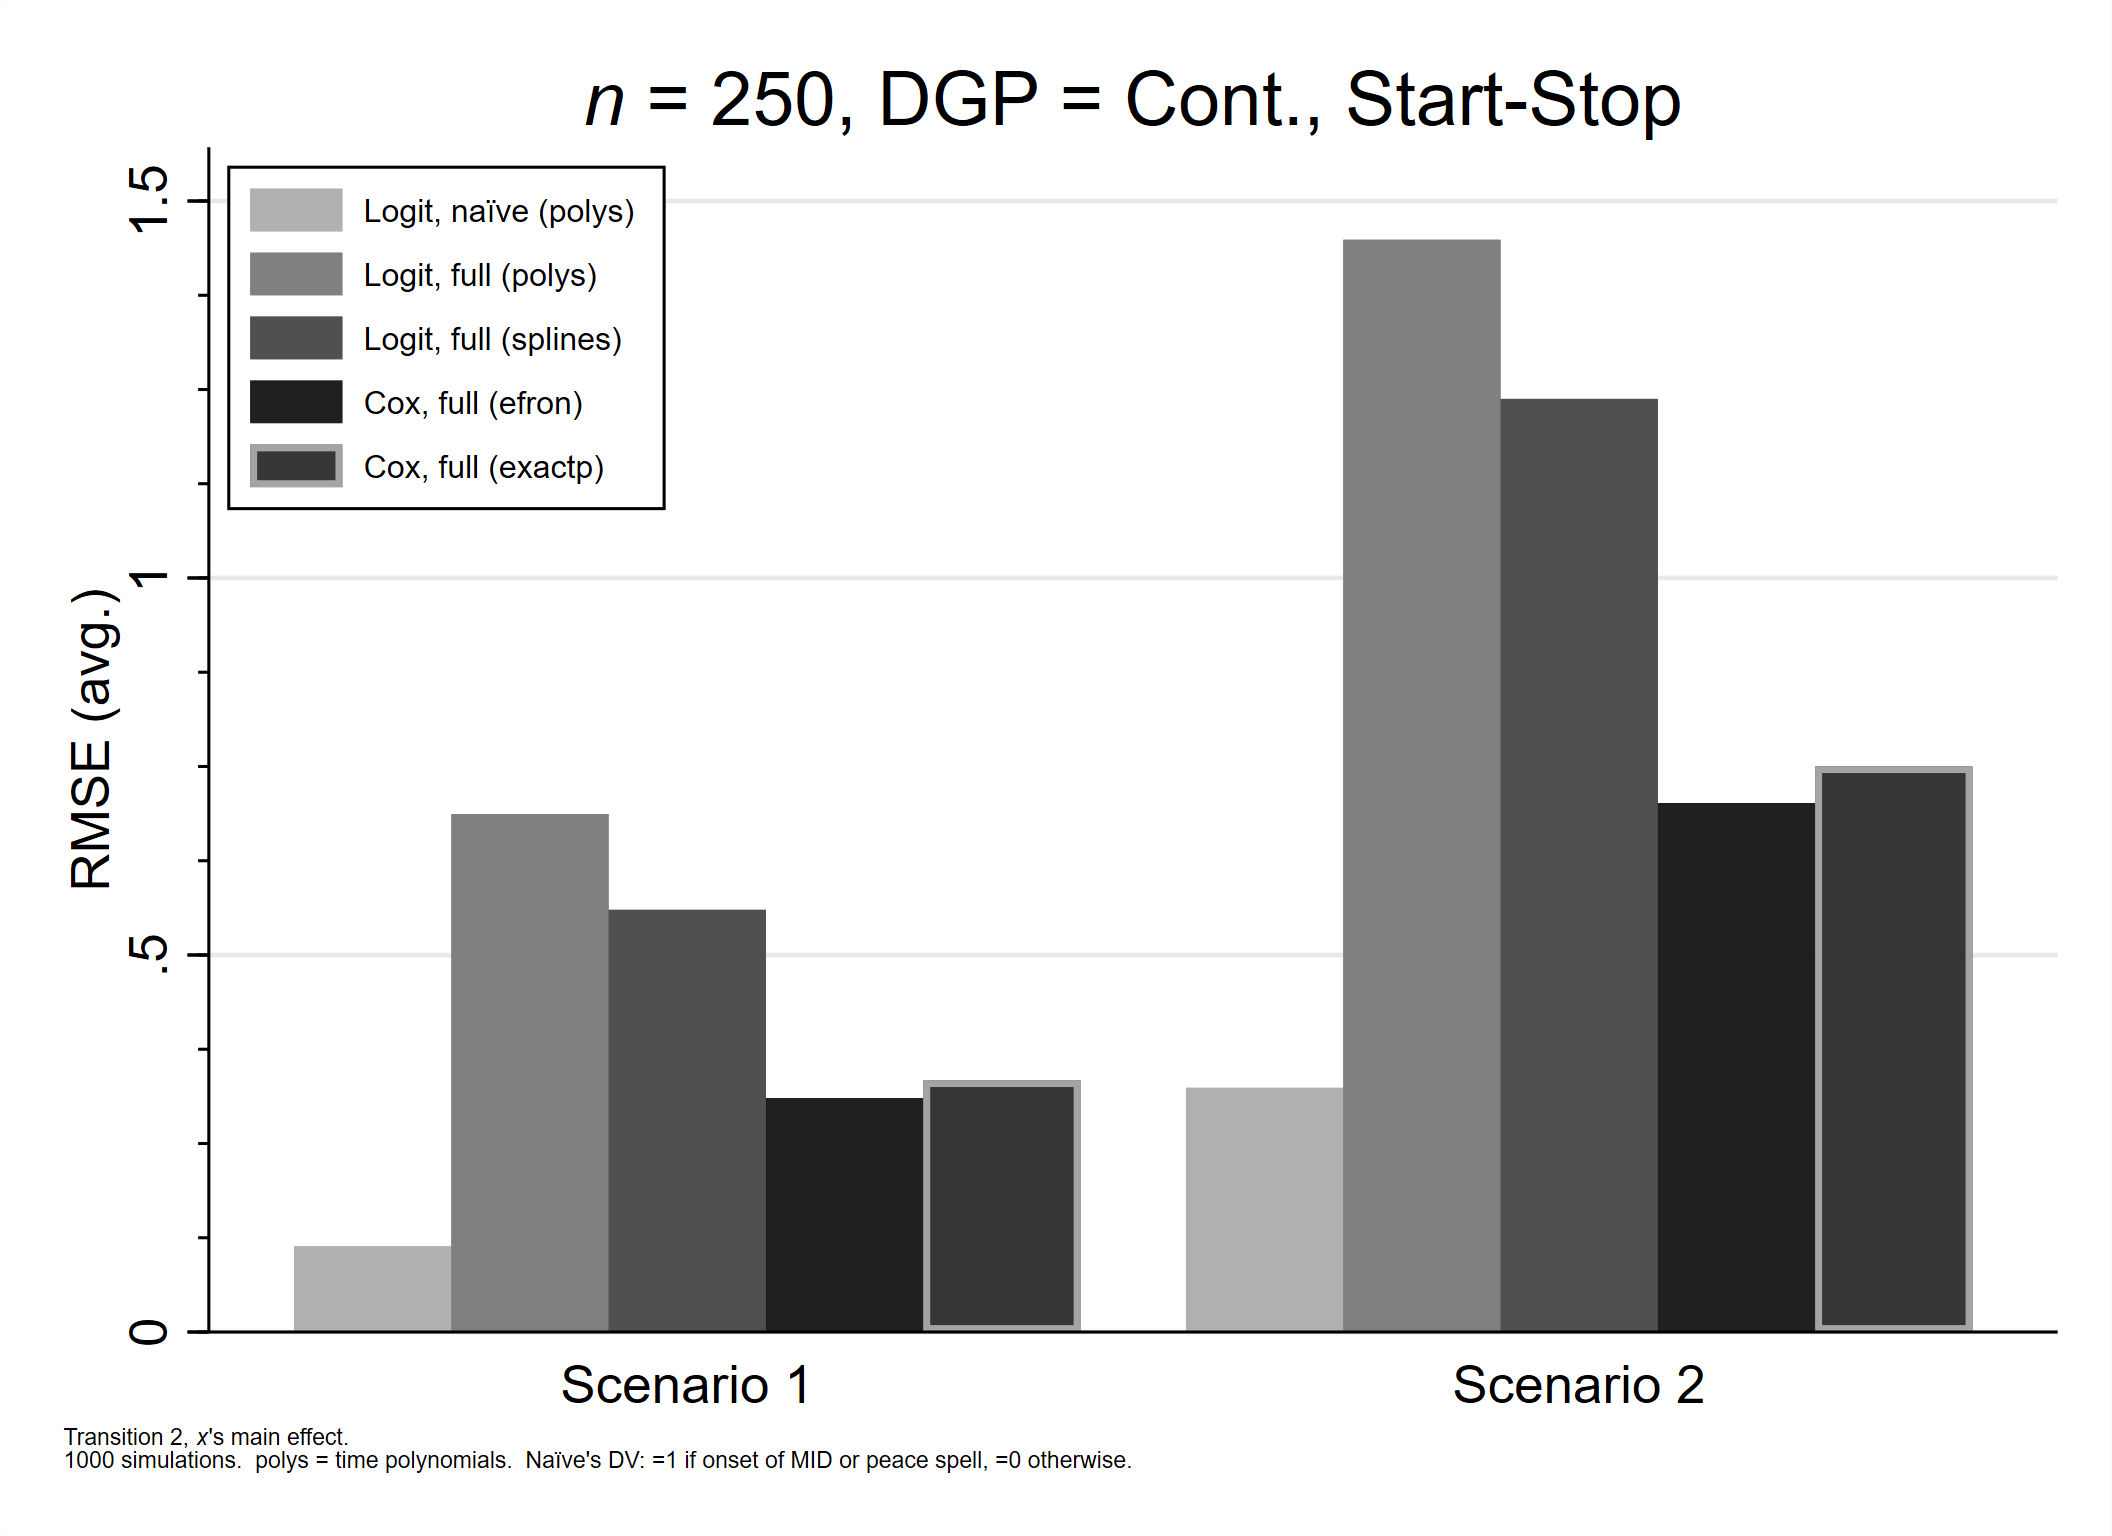 n = 250, DGP = Cont., Start-Stop
Logit, naïve (polys)
Logit, full (polys)
Logit, full (splines)
Cox, full (efron)
Cox, full (exactp)
RMSE (avg.)
1.5
1
.5
0
Scenario 1
Scenario 2
Transition 2, x's main effect.
1000 simulations.  polys = time polynomials.  Naïve's DV: =1 if onset of MID or peace spell, =0 otherwise.